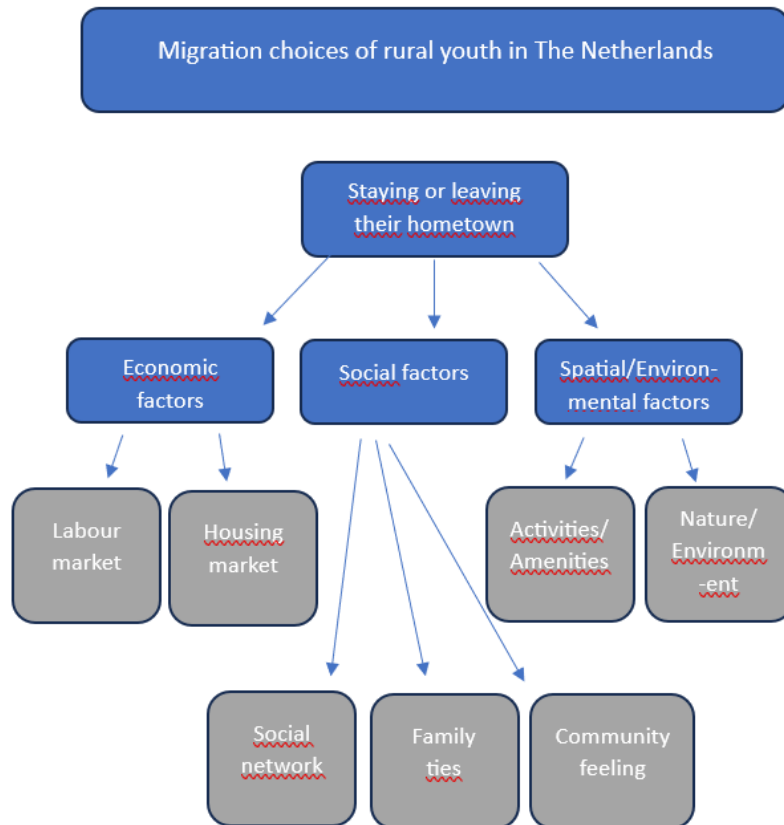 Migration choices of rural youth in The Netherlands
Staying or leaving
their hometown
Economic
factors
Social factors
Spatial/Environ-
mental factors
Labour
market
Housing
market
Activities/
Amenities
Nature/
Environm
-ent
Social
network
Family
ties
Community
feeling